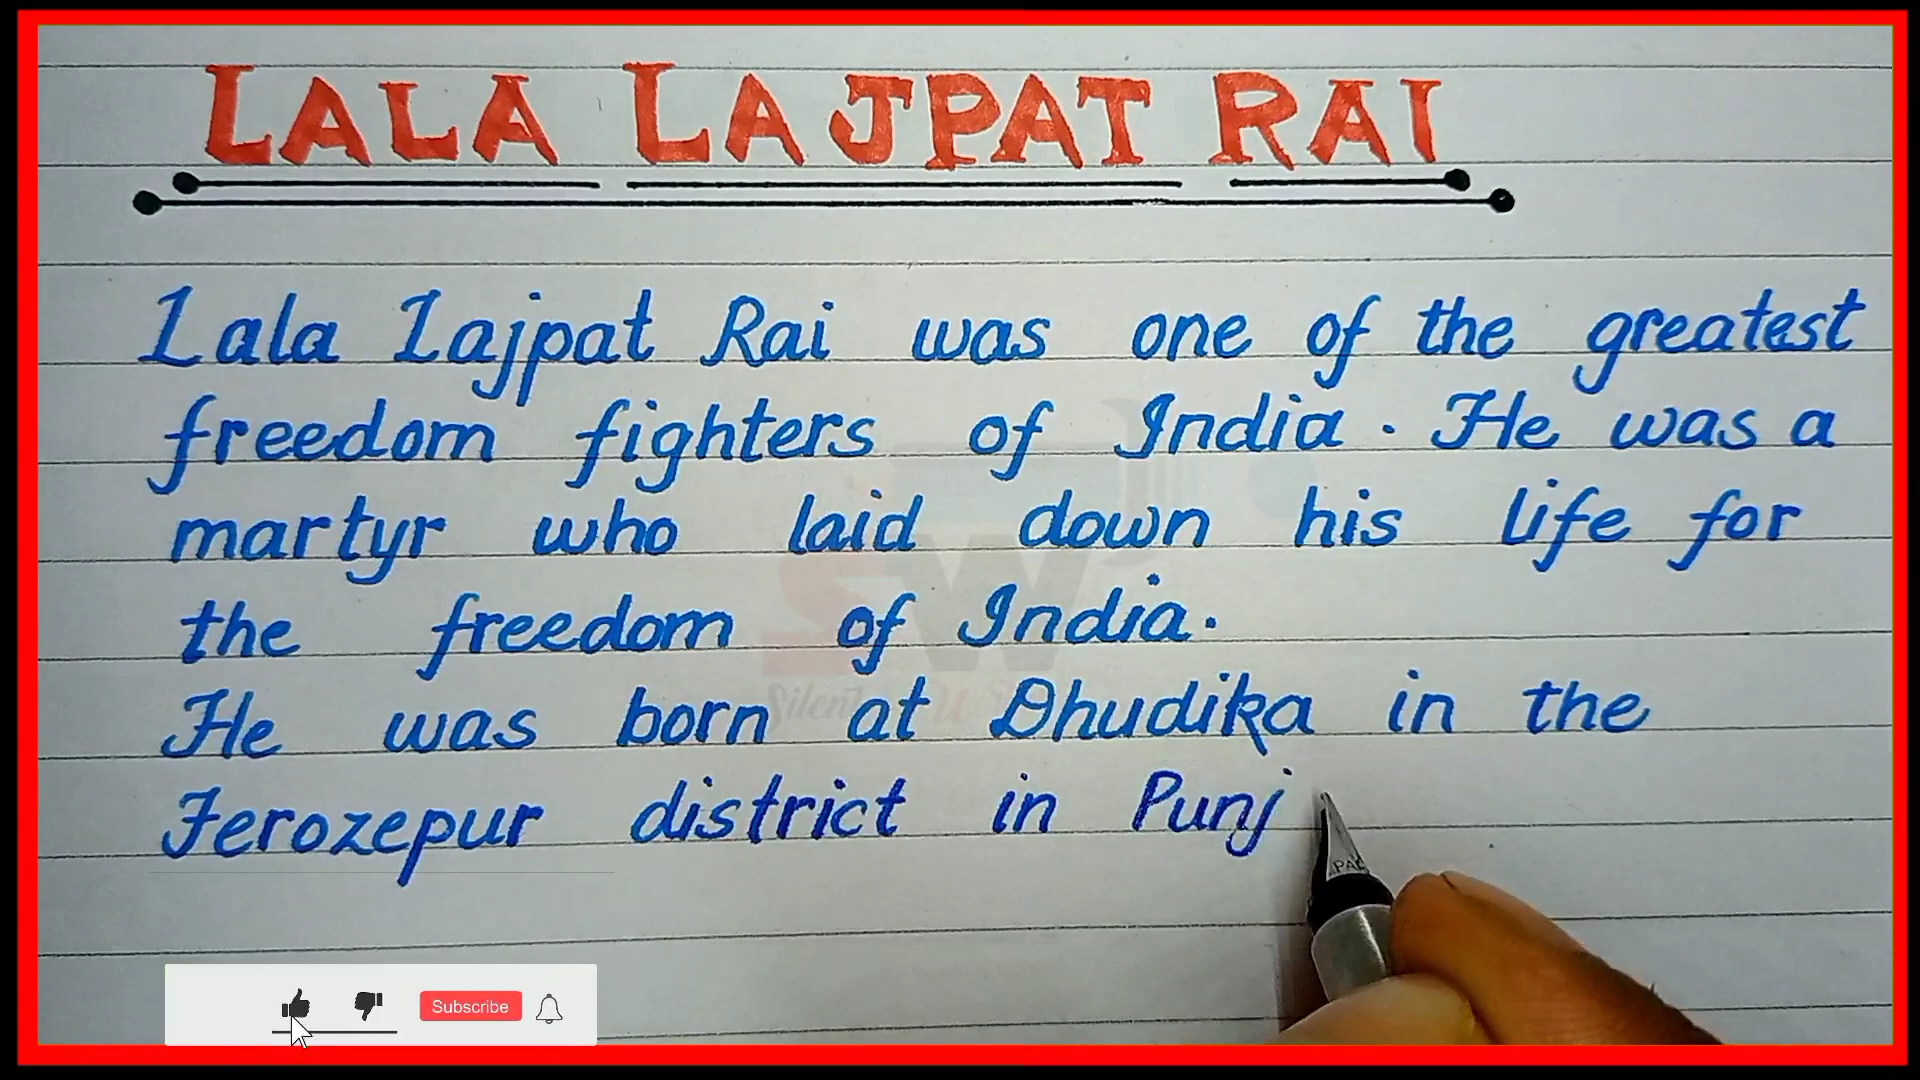 LALA LAJPAT RAI
Lala Lajpat Rai was one of the greatest
freedom fighters of India. He was a
martyr who laid down his life for
the freedom of India.
He was born at Dhudika in the
Ferozepur district in Punj
PAR
Subscribe